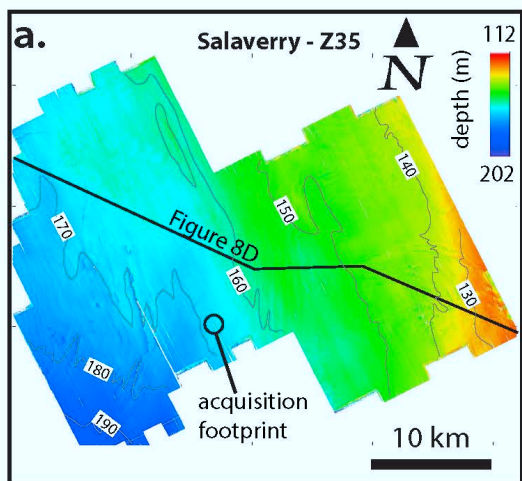 a.
Salaverry - Z35
N
112
depth (m)
202
140
150
170
Figure 8D
160
130
180
190
acquisition
footprint
10 km